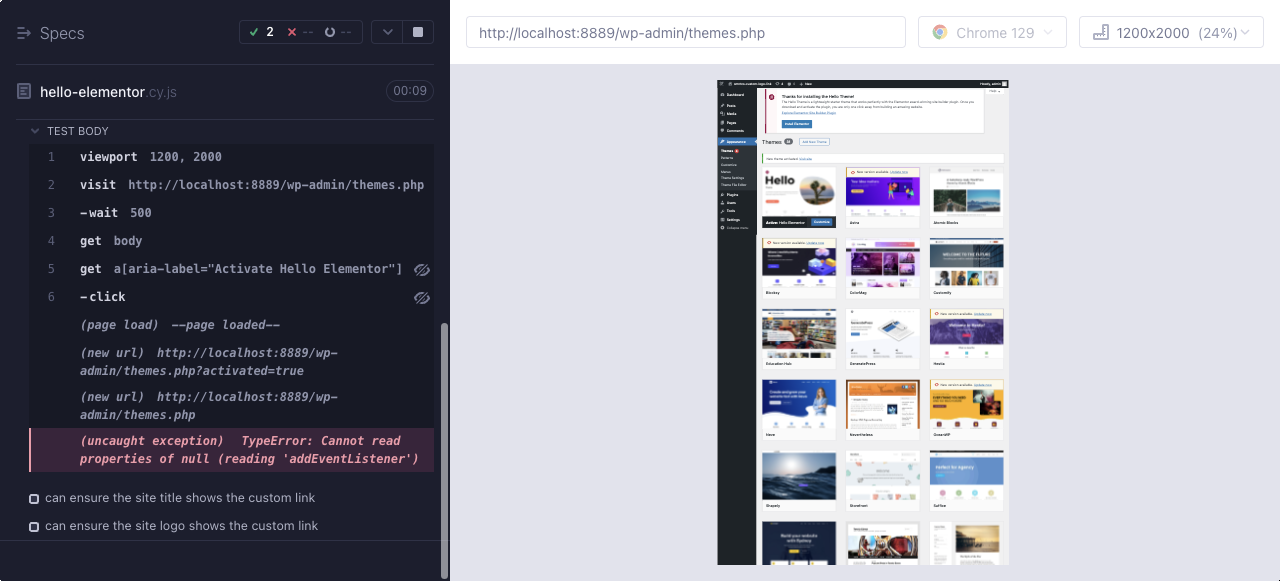 Specs
2 -- --
hello-elementor.cy.js
00:09
TEST BODY
1 viewport 1200, 2000
2 visit http://localhost:8889/wp-admin/themes.php
3 -wait 500
4 get body
5 get a[aria-label="Activate Hello Elementor"]
6 -click
(page load) --page loaded--
(new url) http://localhost:8889/wp-
admin/themes.php?activated=true
(new url) http://localhost:8889/wp-
admin/themes.php
(uncaught exception) TypeError: Cannot read
properties of null (reading 'addEventListener')
can ensure the site title shows the custom link
can ensure the site logo shows the custom link
http://localhost:8889/wp-admin/themes.php
Chrome 129
1200x2000 (24%)
Dashboard
Posts
Media
Pages
Comments
Appearance
Themes
Customize
Menus
Theme Settings
Theme File Editor
Plugins
Users
Tools
Settings
Collapse menu
Thanks for installing the Hello Theme!
Install Elementor
Themes
Add New Theme
Hello
Active: Hello Elementor
Customize
Astra
Atomic Blocks
Blocksy
ColorMag
Customify
Education Hub
GeneratePress
Hestia
Neve
Nevertheless
OceanWP
Shapely
Storefront